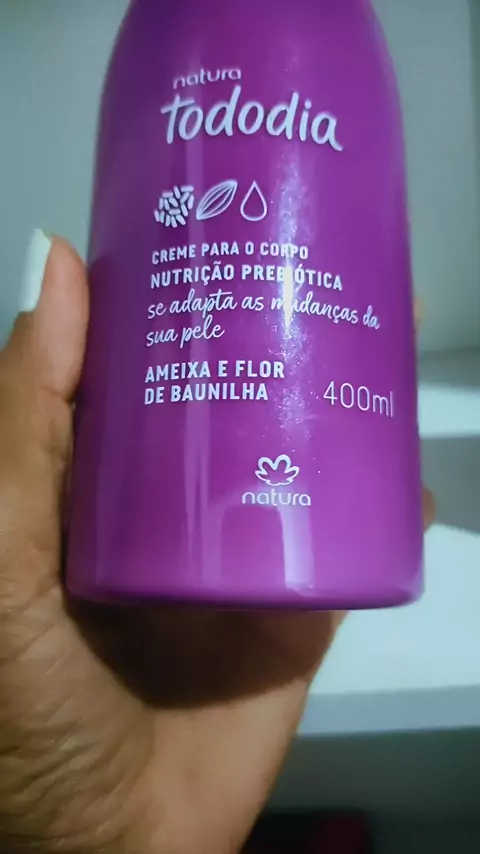 natura
tododia
CREME PARA O CORPO
NUTRIÇÃO PREBIÓTICA
se adapta as mudanças da
sua pele
AMEIXA E FLOR
DE BAUNILHA
400ml
natura